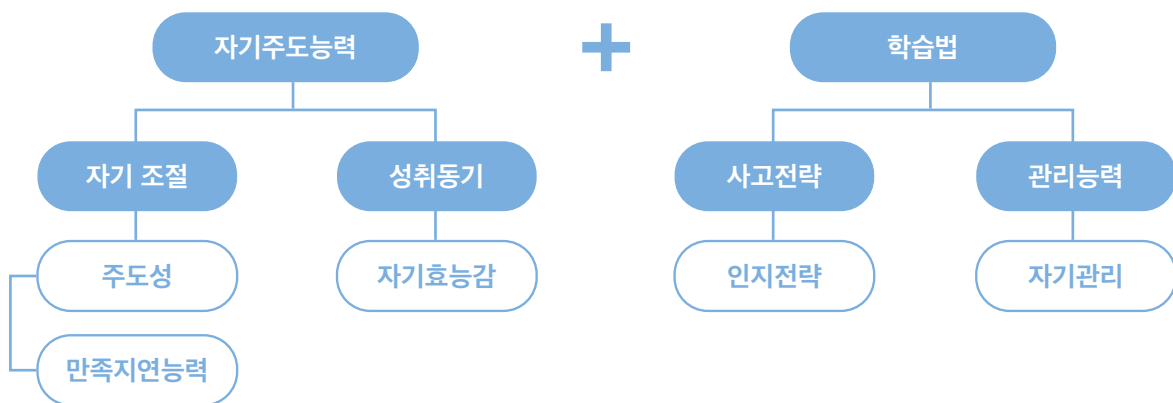 자기주도능력
+
학습법
자기 조절
성취동기
사고전략
관리능력
주도성
자기효능감
인지전략
자기관리
만족지연능력